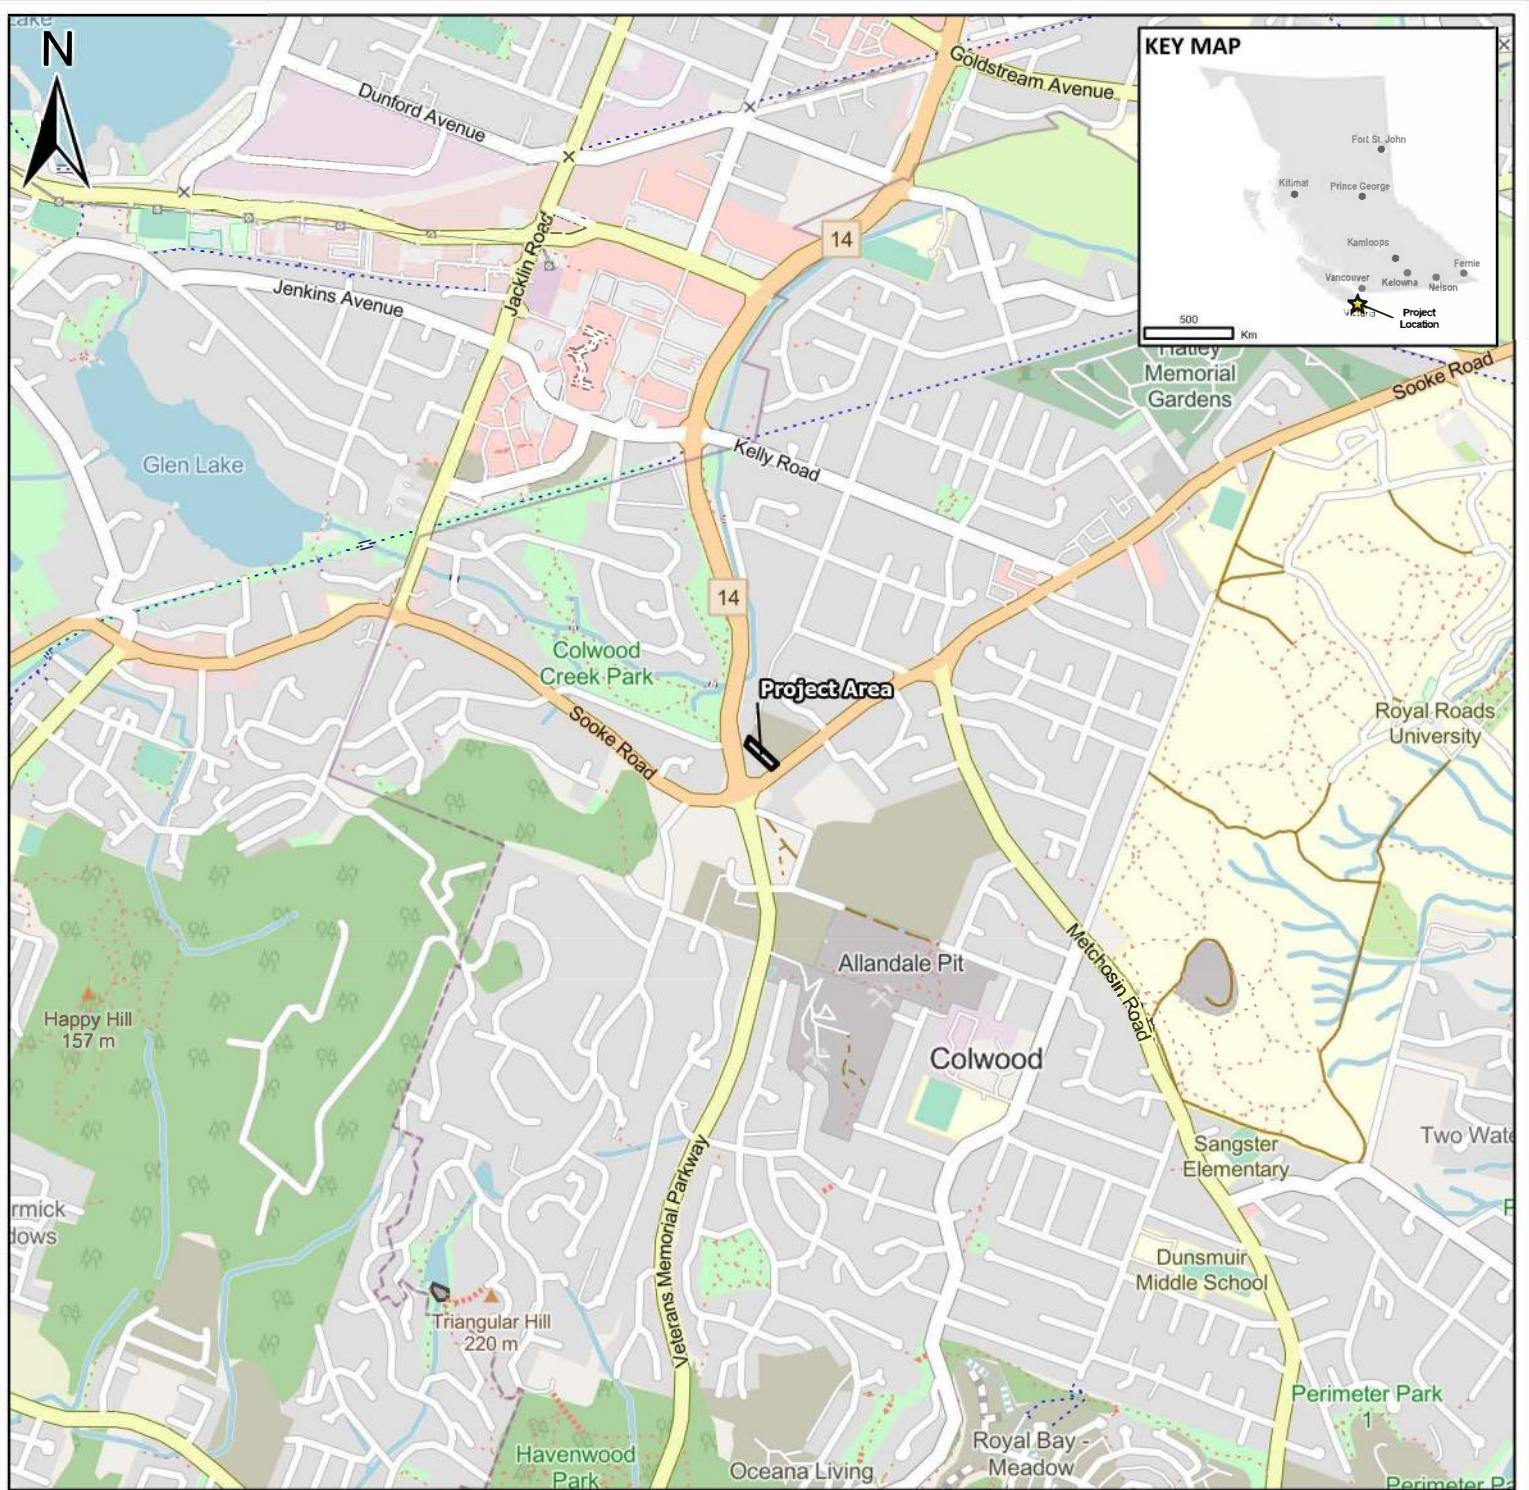 N
Dunford Avenue
Goldstream Avenue
KEY MAP
Fort St. John
Kitimat
Prince George
Kamloops
Fernie
Vancouver
Kelowna
Nelson
Victoria
Project
Location
500
Km
14
Jacklin Road
Jenkins Avenue
Hatley
Memorial
Gardens
Sooke Road
Kelly Road
Glen Lake
14
Colwood
Creek Park
Project Area
Sooke Road
Royal Roads
University
Allandale Pit
Metchosin Road
Happy Hill
157 m
Colwood
Sangster
Elementary
Two Wate
Veterans Memorial Parkway
rmick
dows
Dunsmuir
Middle School
Triangular Hill
220 m
Perimeter Park
1
Havenwood
Park
Oceana Living
Royal Bay -
Meadow
Perimeter Pa